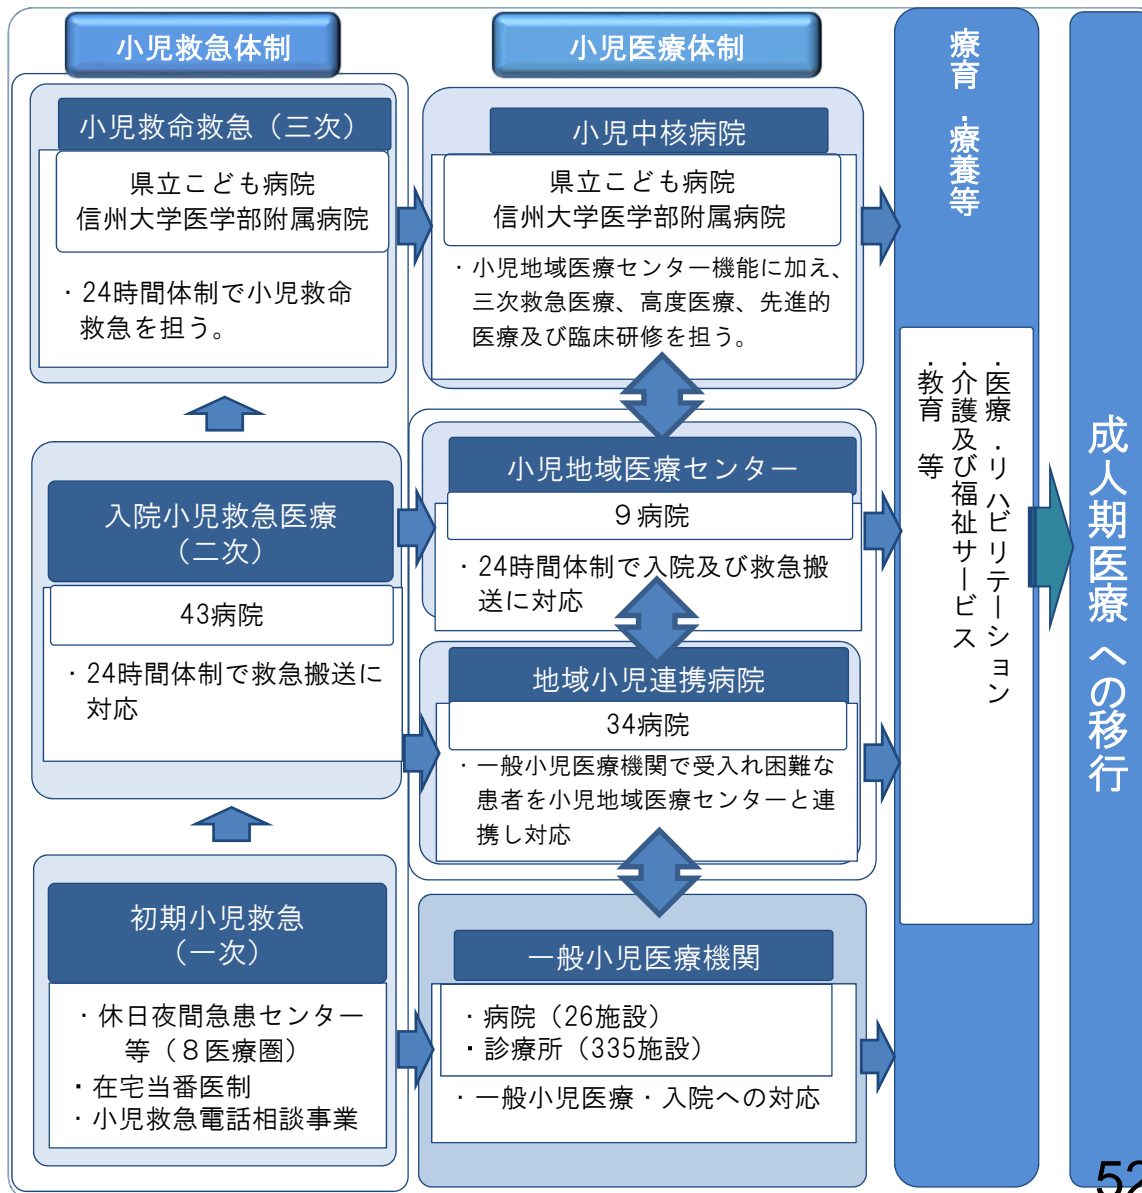 小児救急体制
小児救命救急（三次）
県立こども病院
信州大学医学部附属病院
・24時間体制で小児救命
救急を担う。
入院小児救急医療
（二次）
43病院
・24時間体制で救急搬送に
対応
初期小児救急
（一次）
・休日夜間急患センター
等（８医療圏）
・在宅当番医制
・小児救急電話相談事業
小児医療体制
小児中核病院
県立こども病院
信州大学医学部附属病院
・小児地域医療センター機能に加え、
三次救急医療、高度医療、先進的
医療及び臨床研修を担う。
小児地域医療センター
９病院
・24時間体制で入院及び救急搬
送に対応
地域小児連携病院
34病院
・一般小児医療機関で受入れ困難な
患者を小児地域医療センターと連
携し対応
一般小児医療機関
・病院（26施設）
・診療所（335施設）
・一般小児医療・入院への対応
療育・療養等
・医療・リハビリテーション
・介護及び福祉サービス
・教育 等
成人期医療への移行
52